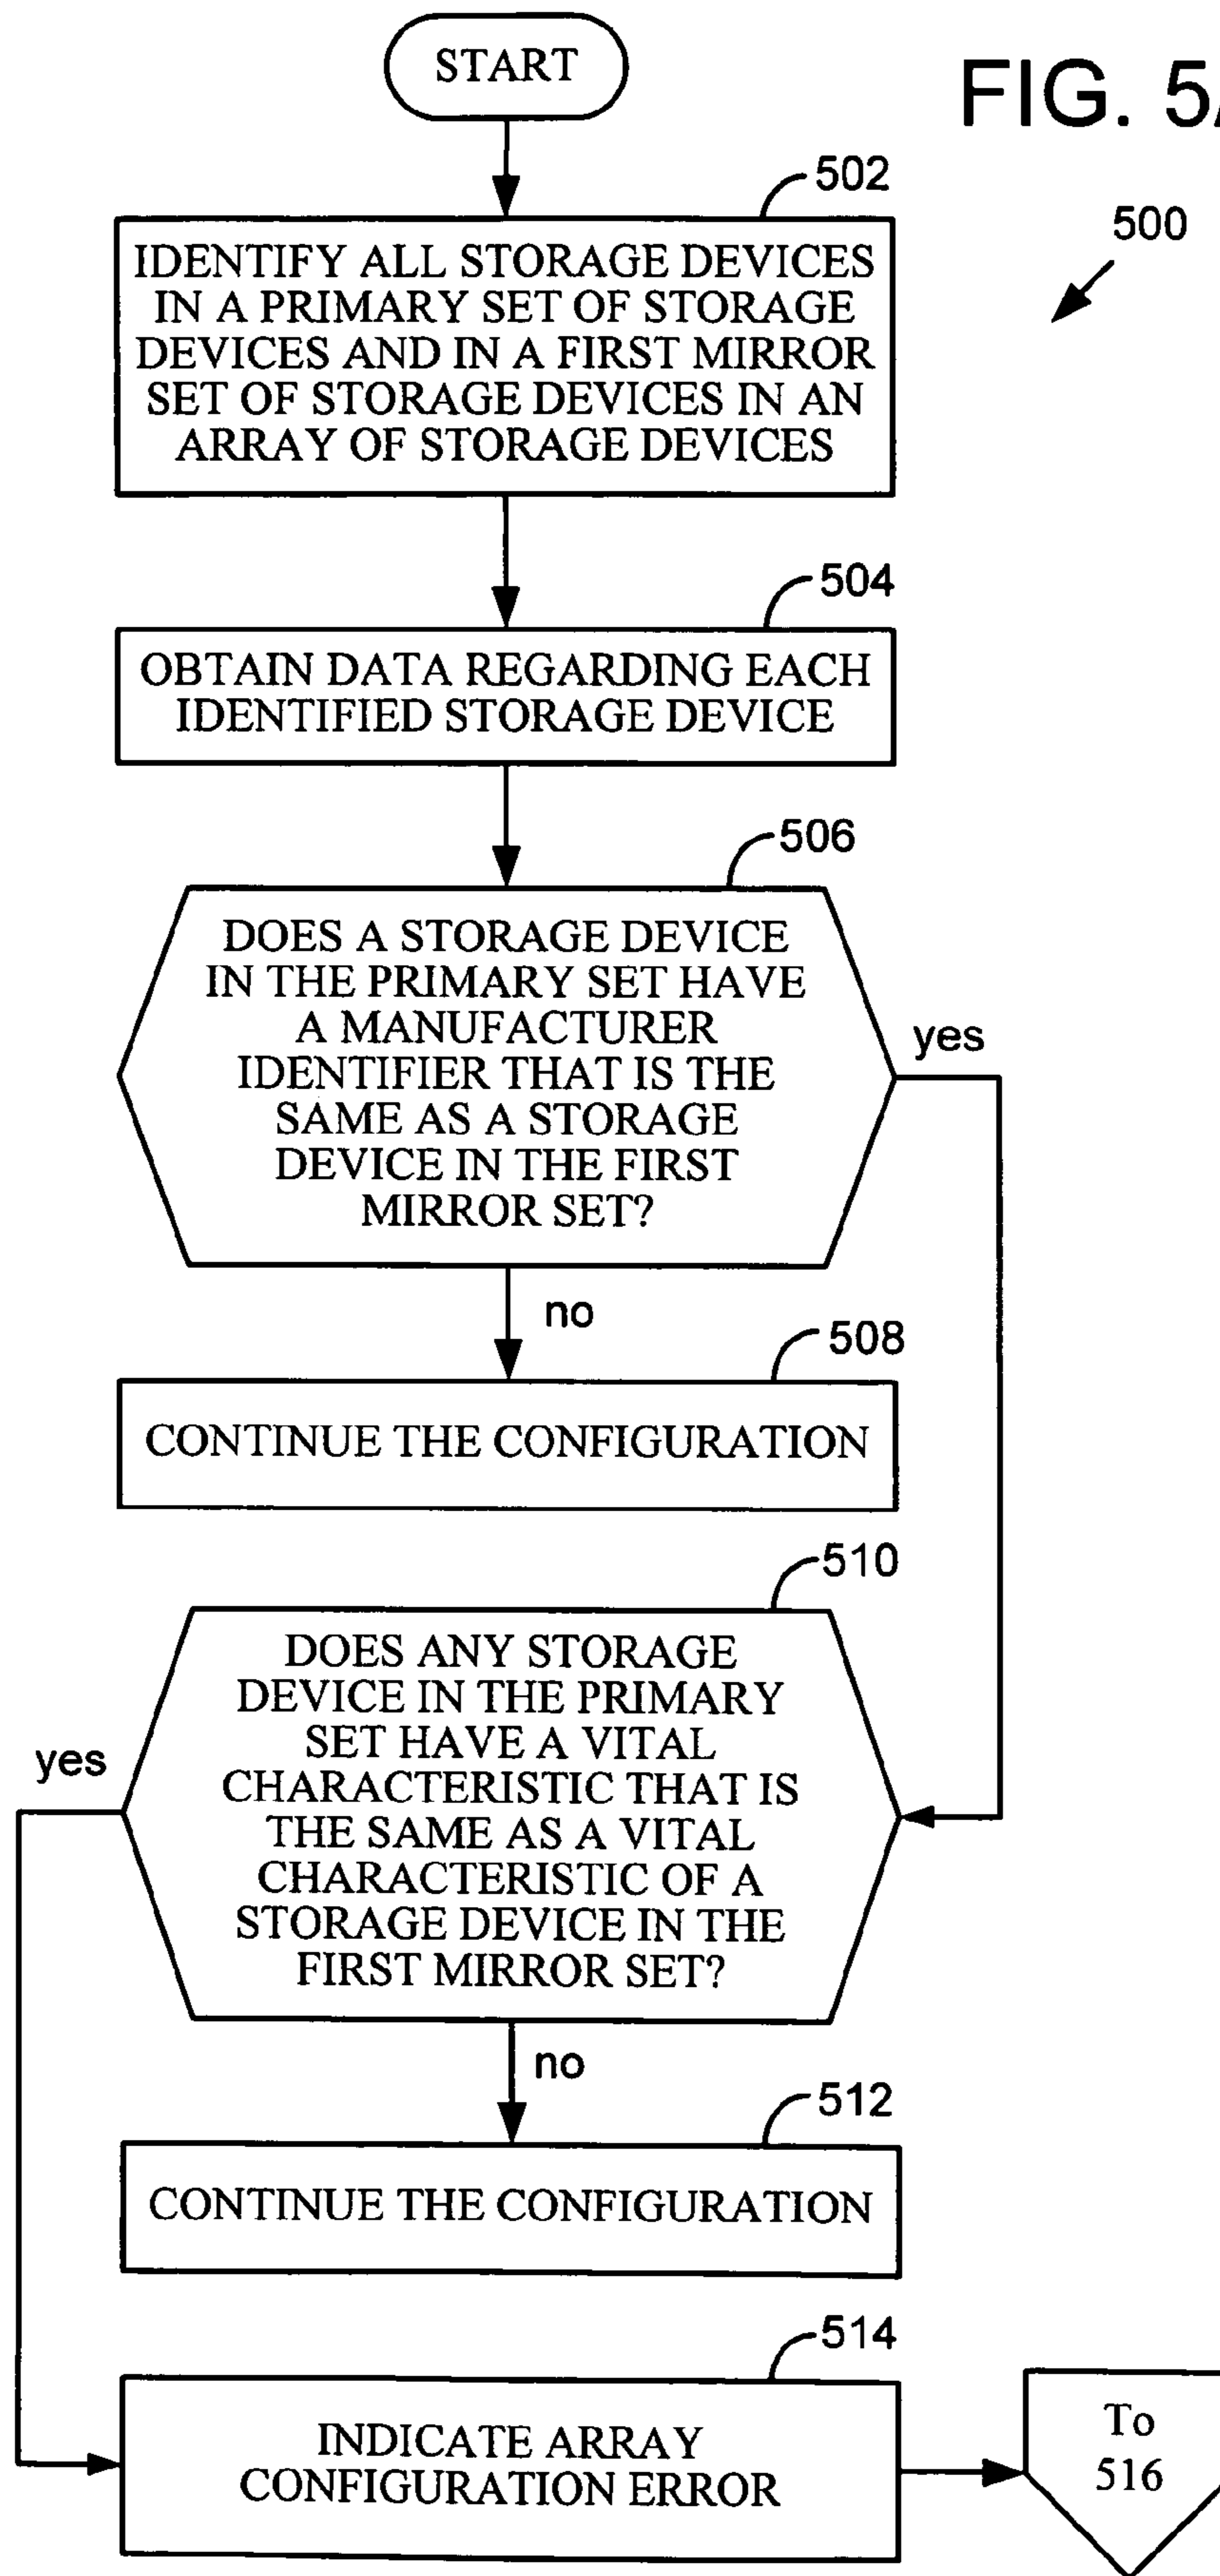 START
FIG. 5A
502
500
IDENTIFY ALL STORAGE DEVICES
IN A PRIMARY SET OF STORAGE
DEVICES AND IN A FIRST MIRROR
SET OF STORAGE DEVICES IN AN
ARRAY OF STORAGE DEVICES
504
OBTAIN DATA REGARDING EACH
IDENTIFIED STORAGE DEVICE
506
DOES A STORAGE DEVICE
IN THE PRIMARY SET HAVE
A MANUFACTURER
IDENTIFIER THAT IS THE
SAME AS A STORAGE
DEVICE IN THE FIRST
MIRROR SET?
yes
no
508
CONTINUE THE CONFIGURATION
510
DOES ANY STORAGE
DEVICE IN THE PRIMARY
SET HAVE A VITAL
CHARACTERISTIC THAT IS
THE SAME AS A VITAL
CHARACTERISTIC OF A
STORAGE DEVICE IN THE
FIRST MIRROR SET?
yes
no
512
CONTINUE THE CONFIGURATION
514
INDICATE ARRAY
CONFIGURATION ERROR
To
516